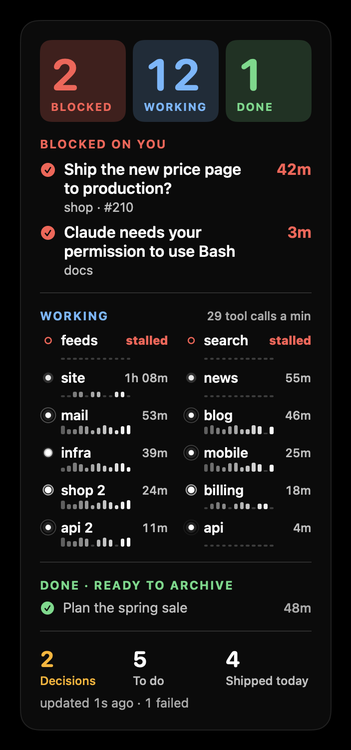 2 12 1
BLOCKED WORKING DONE
BLOCKED ON YOU
Ship the new price page 42m
to production?
shop · #210
Claude needs your 3m
permission to use Bash
docs
WORKING 29 tool calls a min
feeds stalled search stalled
site 1h 08m news 55m
mail 53m blog 46m
infra 39m mobile 25m
shop 2 24m billing 18m
api 2 11m api 4m
DONE · READY TO ARCHIVE
Plan the spring sale 48m
2 5 4
Decisions To do Shipped today
updated 1s ago · 1 failed